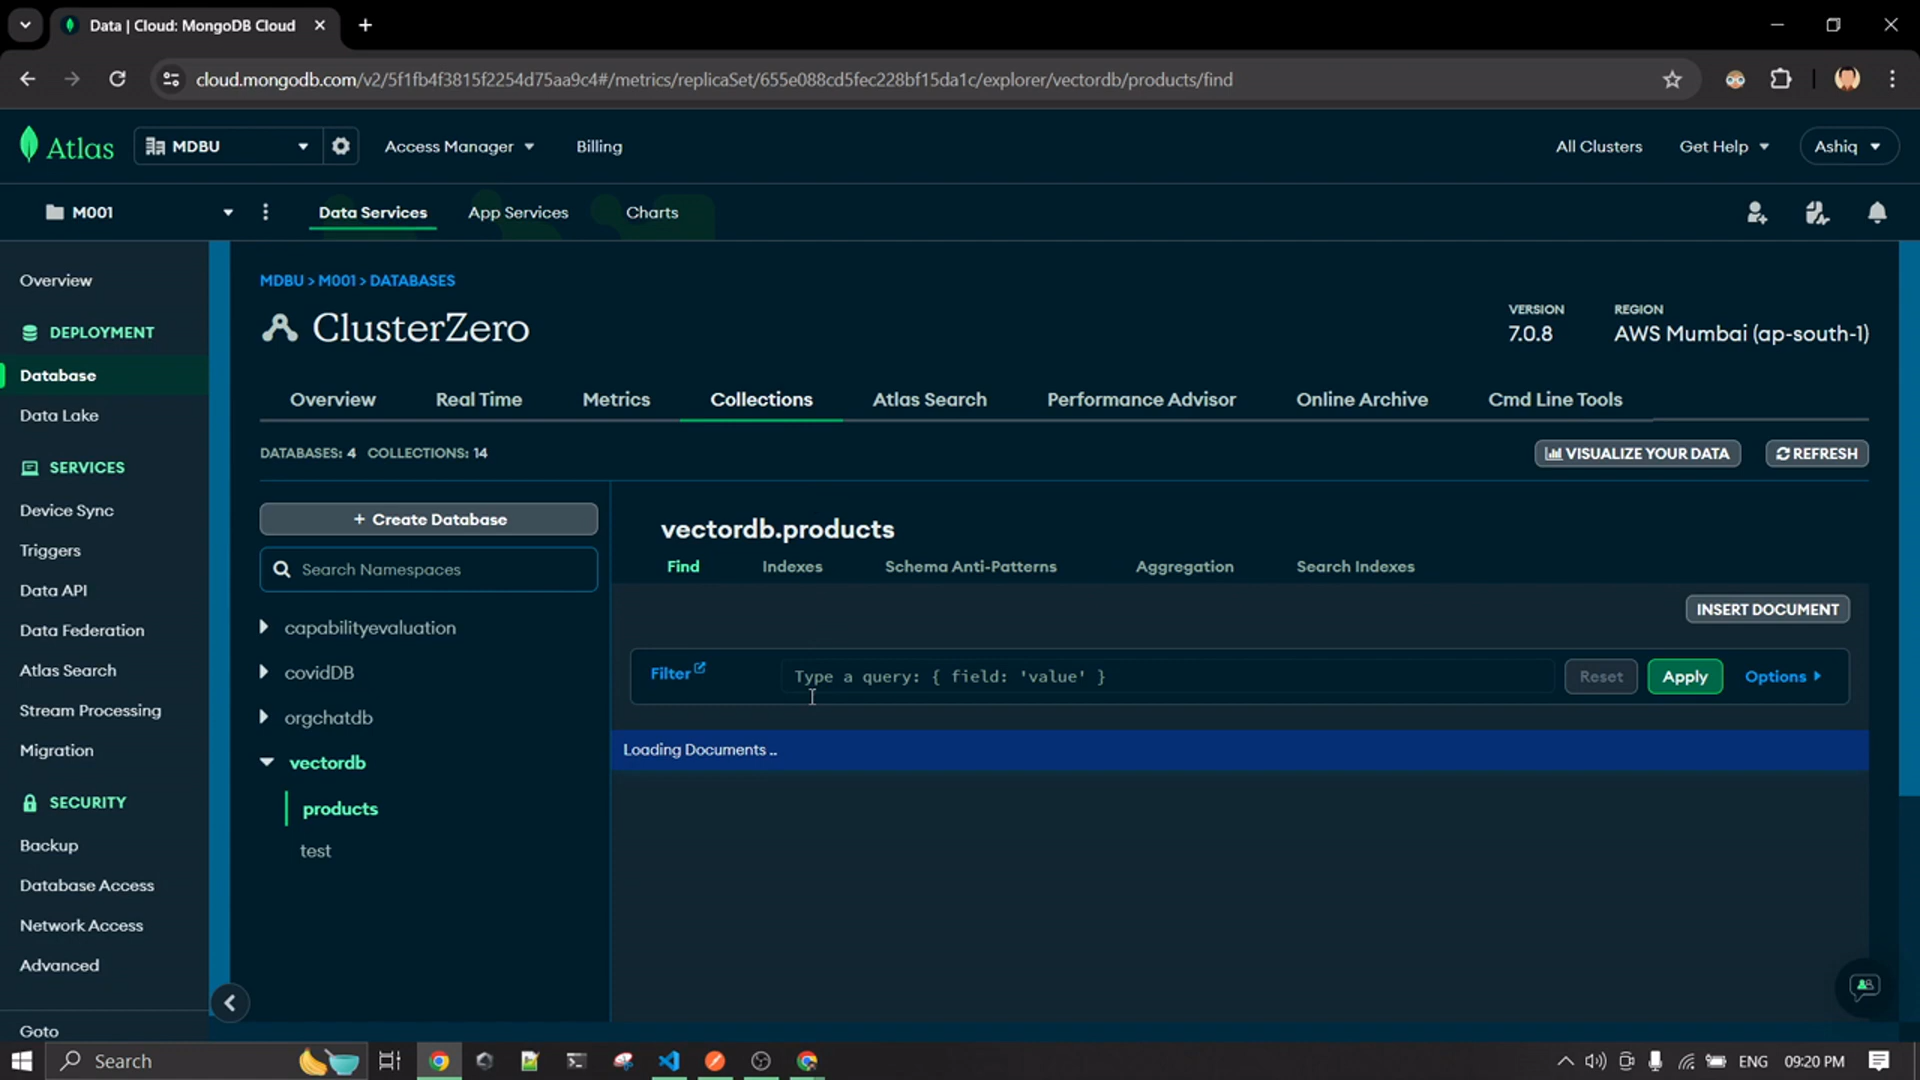 Data | Cloud: MongoDB Cloud
cloud.mongodb.com/v2/5f1fb4f3815f2254d75aa9c4#/metrics/replicaSet/655e088cd5fec228bf15da1c/explorer/vectordb/products/find
Atlas MDBU Access Manager Billing All Clusters Get Help Ashiq
M001 Data Services App Services Charts
Overview
DEPLOYMENT
Database
Data Lake
SERVICES
Device Sync
Triggers
Data API
Data Federation
Atlas Search
Stream Processing
Migration
SECURITY
Backup
Database Access
Network Access
Advanced
Goto
MDBU > M001 > DATABASES
ClusterZero
VERSION
7.0.8
REGION
AWS Mumbai (ap-south-1)
Overview Real Time Metrics Collections Atlas Search Performance Advisor Online Archive Cmd Line Tools
DATABASES: 4 COLLECTIONS: 14
VISUALIZE YOUR DATA REFRESH
+ Create Database
Search Namespaces
capabilityevaluation
covidDB
orgchatdb
vectordb
products
test
vectordb.products
Find Indexes Schema Anti-Patterns Aggregation Search Indexes
INSERT DOCUMENT
Filter Type a query: { field: 'value' } Reset Apply Options
Loading Documents ..
Search ENG 09:20 PM